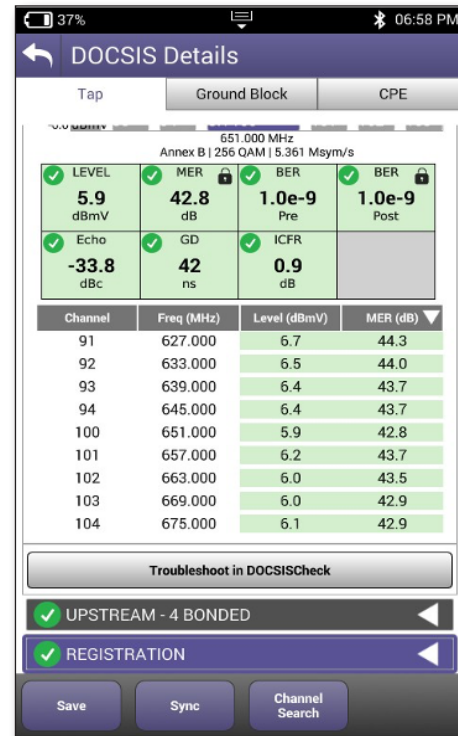 37% 06:58 PM
DOCSIS Details
Tap Ground Block CPE
651.000 MHz
Annex B | 256 QAM | 5.361 Msym/s
LEVEL MER BER BER
5.9 42.8 1.0e-9 1.0e-9
dBmV dB Pre Post
Echo GD ICFR
-33.8 42 0.9
dBc ns dB
Channel Freq (MHz) Level (dBmV) MER (dB)
91 627.000 6.7 44.3
92 633.000 6.5 44.0
93 639.000 6.4 43.7
94 645.000 6.4 43.7
100 651.000 5.9 42.8
101 657.000 6.2 43.7
102 663.000 6.0 43.5
103 669.000 6.0 42.9
104 675.000 6.1 42.9
Troubleshoot in DOCSISCheck
UPSTREAM - 4 BONDED
REGISTRATION
Save Sync Channel
Search